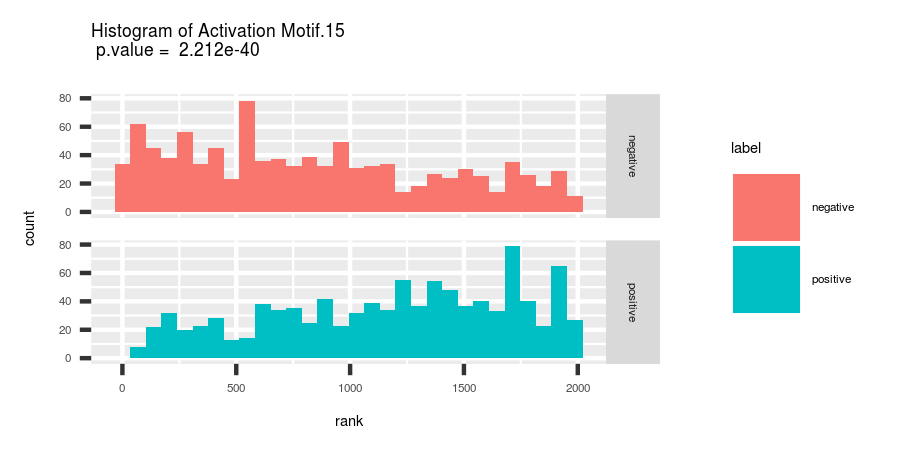 Histogram of Activation Motif.15
p.value = 2.212e-40
count
80
60
40
20
0
negative
80
60
40
20
0
positive
0 500 1000 1500 2000
rank
label
negative
positive